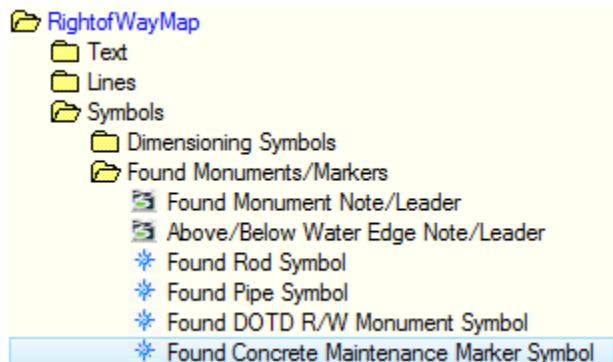 RightofWayMap
Text
Lines
Symbols
Dimensioning Symbols
Found Monuments/Markers
Found Monument Note/Leader
Above/Below Water Edge Note/Leader
Found Rod Symbol
Found Pipe Symbol
Found DOTD R/W Monument Symbol
Found Concrete Maintenance Marker Symbol